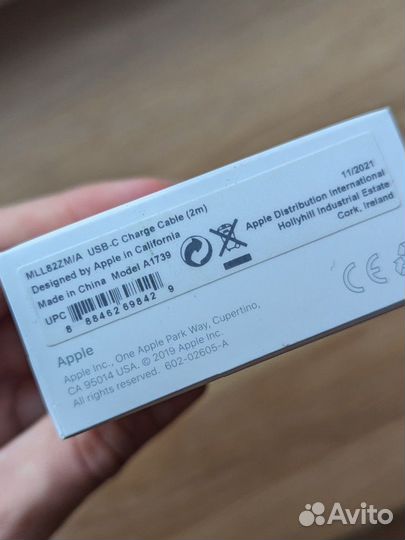 MLL82ZM/A USB-C Charge Cable (2m)
Designed by Apple in California
Made in China Model A1739
UPC
8 88462 69842 9
11/2021
Apple Distribution International
Hollyhill Industrial Estate
Cork, Ireland
CE
Apple
Apple Inc., One Apple Park Way, Cupertino,
CA 95014 USA. © 2019 Apple Inc.
All rights reserved. 602-02605-A
Avito